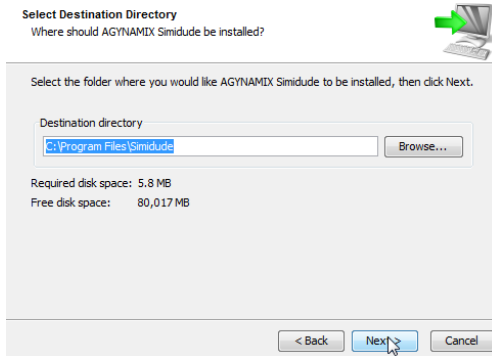 Select Destination Directory
Where should AGYNAMIX Simidude be installed?
Select the folder where you would like AGYNAMIX Simidude to be installed, then click Next.
Destination directory
C:\Program Files\Simidude
Browse...
Required disk space: 5.8 MB
Free disk space: 80,017 MB
< Back
Next >
Cancel